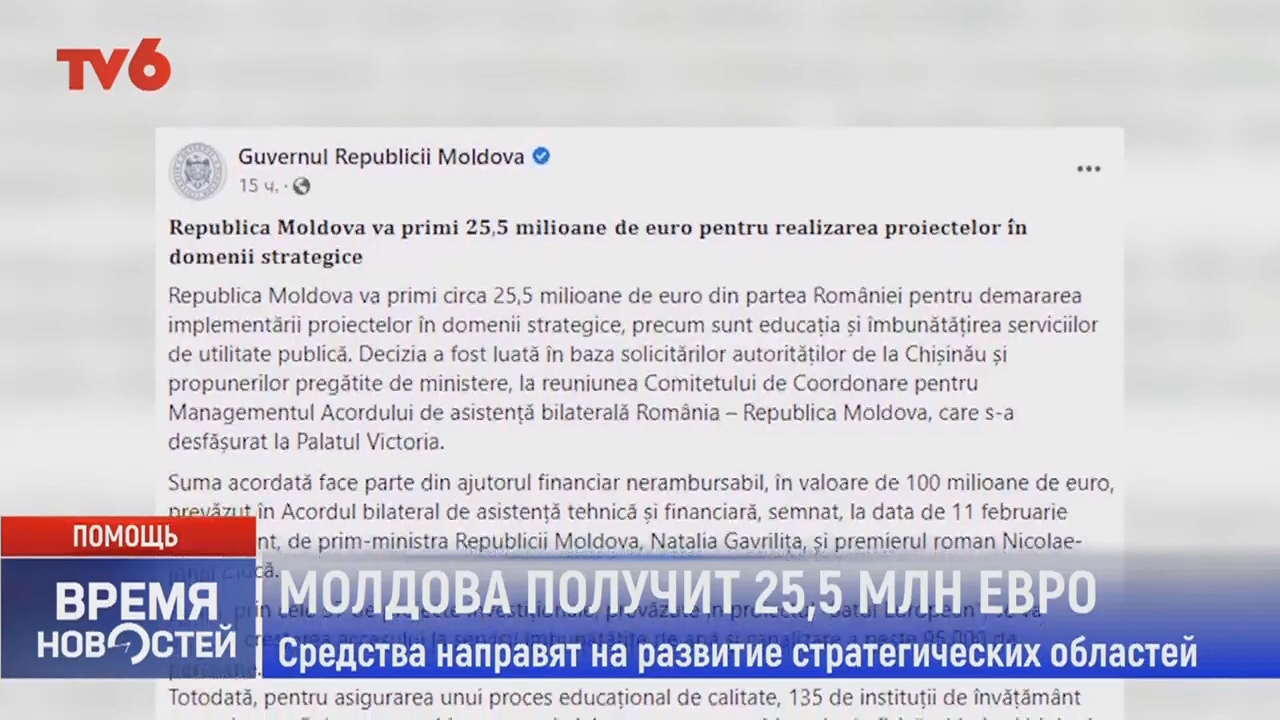 TV6
Guvernul Republicii Moldova
15 ч. ·
Republica Moldova va primi 25,5 milioane de euro pentru realizarea proiectelor în
domenii strategice
Republica Moldova va primi circa 25,5 milioane de euro din partea României pentru demararea
implementării proiectelor în domenii strategice, precum sunt educația și îmbunătățirea serviciilor
de utilitate publică. Decizia a fost luată în baza solicitărilor autorităților de la Chișinău și
propunerilor pregătite de ministere, la reuniunea Comitetului de Coordonare pentru
Managementul Acordului de asistență bilaterală România – Republica Moldova, care s-a
desfășurat la Palatul Victoria.
Suma acordată face parte din ajutorul financiar nerambursabil, în valoare de 100 milioane de euro,
prevăzut în Acordul bilateral de asistență tehnică și financiară, semnat, la data de 11 februarie
de prim-ministra Republicii Moldova, Natalia Gavrilița, și premierul roman Nicolae-
ПОМОЩЬ
ВРЕМЯ
НОВОСТЕЙ
МОЛДОВА ПОЛУЧИТ 25,5 МЛН ЕВРО
Средства направят на развитие стратегических областей
Totodată, pentru asigurarea unui proces educațional de calitate, 135 de instituții de învățământ